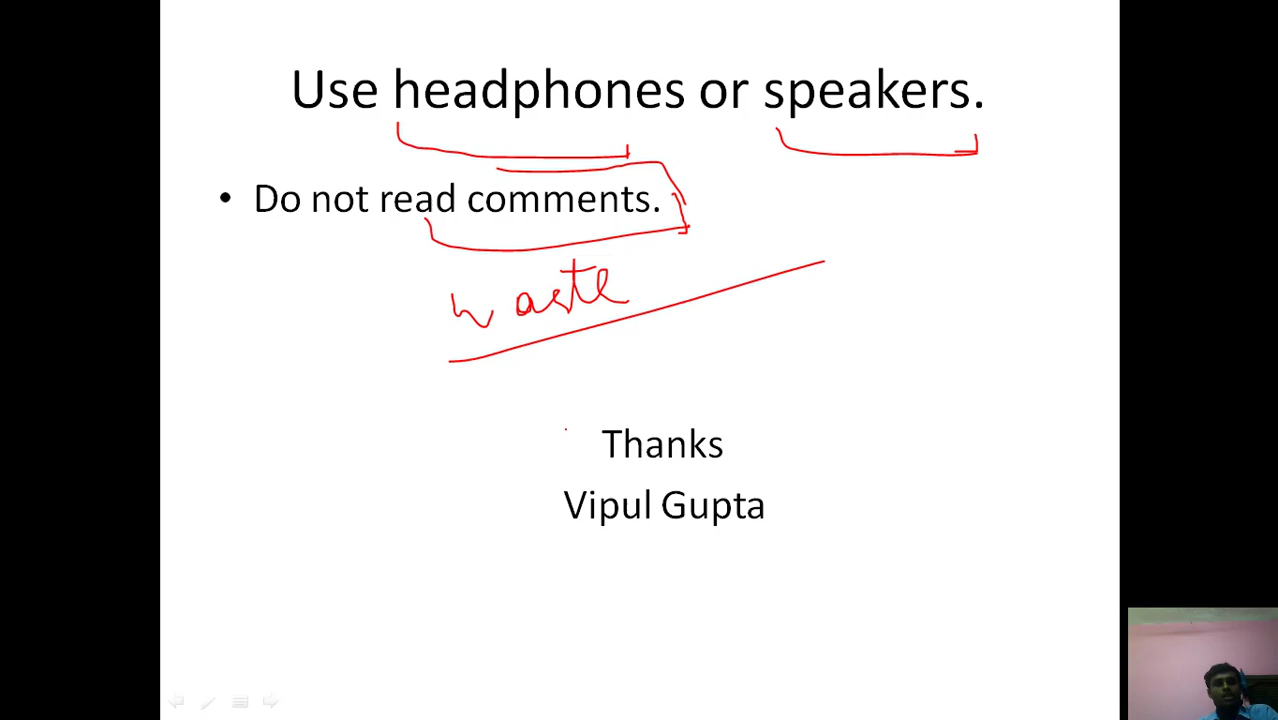 Use headphones or speakers.
• Do not read comments.
waste
Thanks
Vipul Gupta